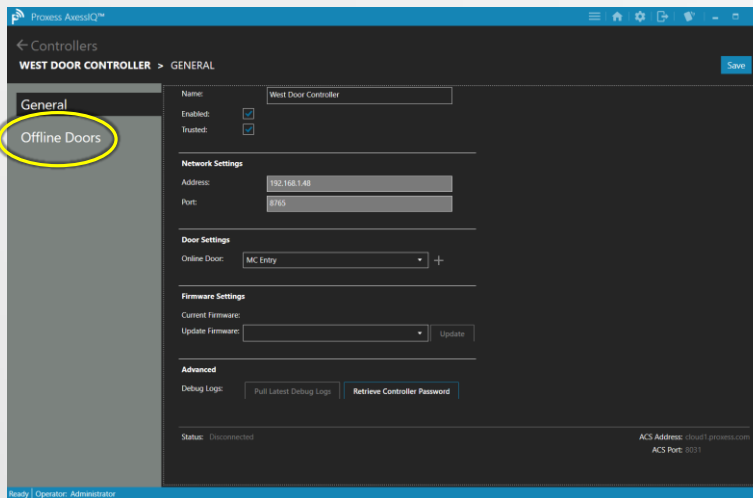 Proxess AxessIQ™
Controllers
WEST DOOR CONTROLLER > GENERAL
Save
General
Offline Doors
Name: West Door Controller
Enabled:
Trusted:
Network Settings
Address: 192.168.1.48
Port: 8765
Door Settings
Online Door: MC Entry
Firmware Settings
Current Firmware:
Update Firmware: Update
Advanced
Debug Logs: Pull Latest Debug Logs Retrieve Controller Password
Status: Disconnected
ACS Address: cloud1.proxess.com
ACS Port: 8031
Ready Operator: Administrator